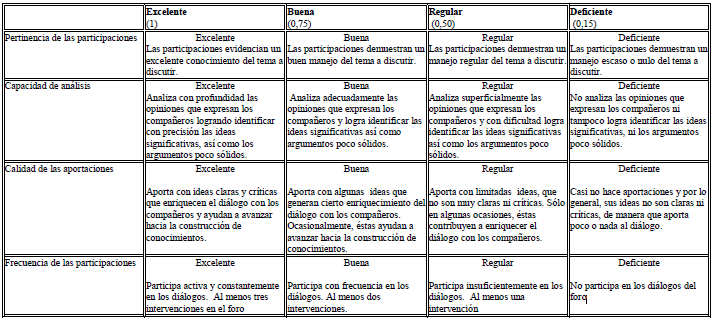 Excelente
(1)
Buena
(0,75)
Regular
(0,50)
Deficiente
(0,15)
Pertinencia de las participaciones
Excelente
Las participaciones evidencian un
excelente conocimiento del tema a
discutir.
Buena
Las participaciones demuestran un
buen manejo del tema a discutir.
Regular
Las participaciones demuestran un
manejo regular del tema a discutir.
Deficiente
Las participaciones demuestran un
manejo escaso o nulo del tema a
discutir.
Capacidad de análisis
Excelente
Analiza con profundidad las
opiniones que expresan los
compañeros logrando identificar
con precisión las ideas
significativas, así como los
argumentos poco sólidos.
Buena
Analiza adecuadamente las
opiniones que expresan los
compañeros y logra identificar las
ideas significativas así como
argumentos poco sólidos.
Regular
Analiza superficialmente las
opiniones que expresan los
compañeros y con dificultad logra
identificar las ideas significativas
así como los argumentos poco
sólidos.
Deficiente
No analiza las opiniones que
expresan los compañeros ni
tampoco logra identificar las ideas
significativas, ni los argumentos
poco sólidos.
Calidad de las aportaciones
Excelente
Aporta con ideas claras y críticas
que enriquecen el diálogo con los
compañeros y ayudan a avanzar
hacia la construcción de
conocimientos.
Buena
Aporta con algunas ideas que
generan cierto enriquecimiento del
diálogo con los compañeros.
Ocasionalmente, éstas ayudan a
avanzar hacia la construcción de
conocimientos.
Regular
Aporta con limitadas ideas, que
no son muy claras ni críticas. Sólo
en algunas ocasiones, éstas
contribuyen a enriquecer el
diálogo con los compañeros.
Deficiente
Casi no hace aportaciones y por lo
general, sus ideas no son claras ni
críticas, de manera que aporta
poco o nada al diálogo.
Frecuencia de las participaciones
Excelente
Participa activa y constantemente
en los diálogos. Al menos tres
intervenciones en el foro
Buena
Participa con frecuencia en los
diálogos. Al menos dos
intervenciones.
Regular
Participa insuficientemente en los
diálogos. Al menos una
intervención
Deficiente
No participa en los diálogos del
foro